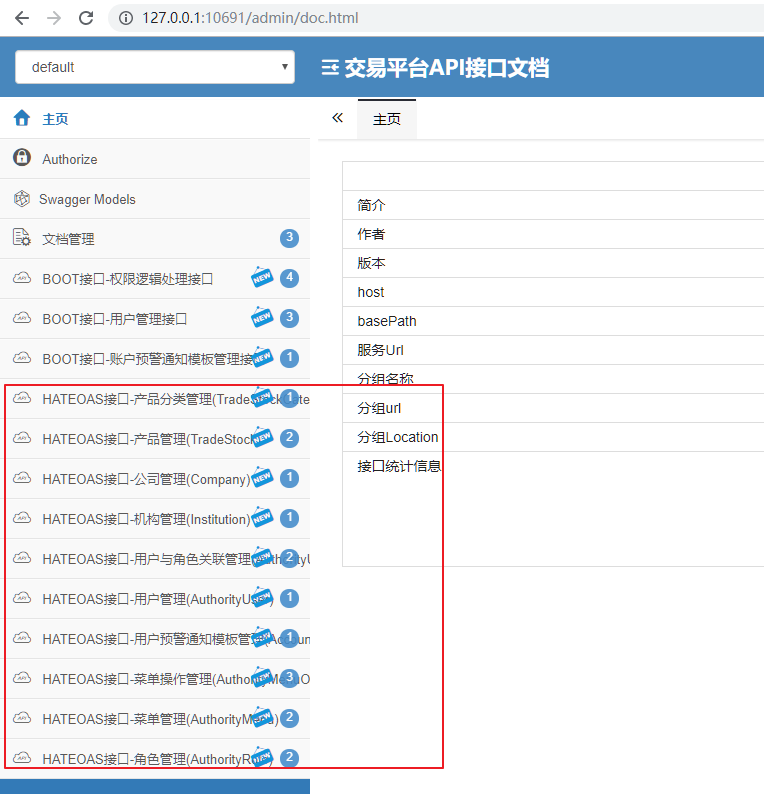 127.0.0.1:10691/admin/doc.html
default
交易平台API接口文档
主页
主页
Authorize
Swagger Models
文档管理 3
BOOT接口-权限逻辑处理接口 NEW 4
BOOT接口-用户管理接口 NEW 3
BOOT接口-账户预警通知模板管理接 NEW 1
HATEOAS接口-产品分类管理 NEW 1
HATEOAS接口-产品管理(TradeStock NEW 2
HATEOAS接口-公司管理(Company) NEW 1
HATEOAS接口-机构管理(Institution) NEW 1
HATEOAS接口-用户与角色关联管理 NEW 2
HATEOAS接口-用户管理(AuthorityUser) NEW 1
HATEOAS接口-用户预警通知模板管理 NEW 1
HATEOAS接口-菜单操作管理 NEW 3
HATEOAS接口-菜单管理(AuthorityMenu) NEW 2
HATEOAS接口-角色管理(AuthorityRole) NEW 2
简介
作者
版本
host
basePath
服务Url
分组名称
分组url
分组Location
接口统计信息